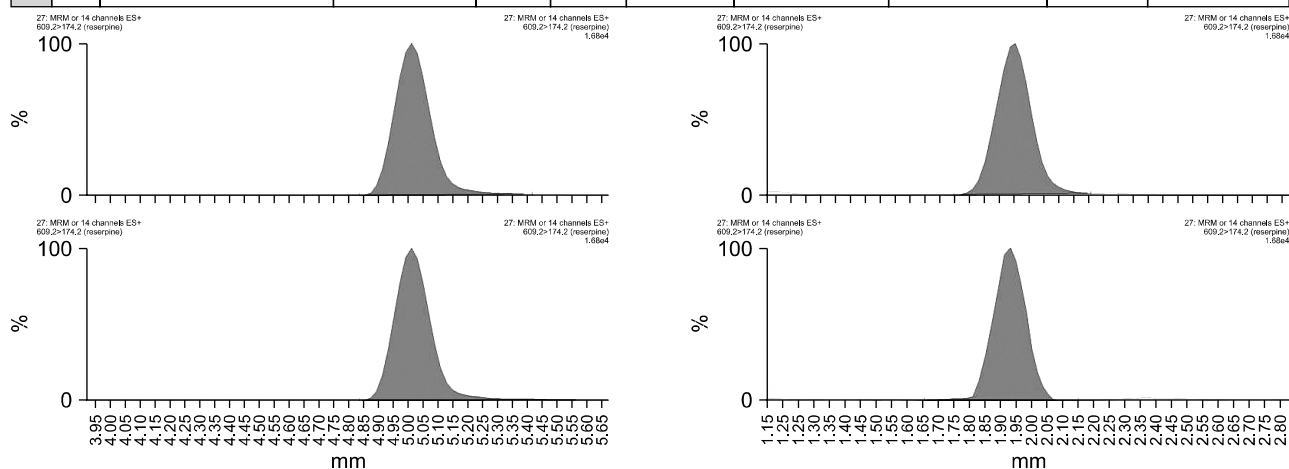 27: MRM or 14 channels ES+
609.2>174.2 (reserpine)
27: MRM or 14 channels ES+
609.2>174.2 (reserpine)
1.68e4
100
%
0
27: MRM or 14 channels ES+
609.2>174.2 (reserpine)
27: MRM or 14 channels ES+
609.2>174.2 (reserpine)
1.68e4
100
%
0
27: MRM or 14 channels ES+
609.2>174.2 (reserpine)
27: MRM or 14 channels ES+
609.2>174.2 (reserpine)
1.68e4
100
%
0
3.95 4.00 4.05 4.10 4.15 4.20 4.25 4.30 4.35 4.40 4.45 4.50 4.55 4.60 4.65 4.70 4.75 4.80 4.85 4.90 4.95 5.00 5.05 5.10 5.15 5.20 5.25 5.30 5.35 5.40 5.45 5.50 5.55 5.60 5.65
mm
27: MRM or 14 channels ES+
609.2>174.2 (reserpine)
27: MRM or 14 channels ES+
609.2>174.2 (reserpine)
1.68e4
100
%
0
1.15 1.25 1.25 1.30 1.35 1.40 1.45 1.50 1.55 1.60 1.65 1.70 1.75 1.80 1.85 1.90 1.95 2.00 2.05 2.10 2.15 2.20 2.25 2.30 2.35 2.40 2.45 2.50 2.55 2.60 2.65 2.70 2.75 2.80
mm